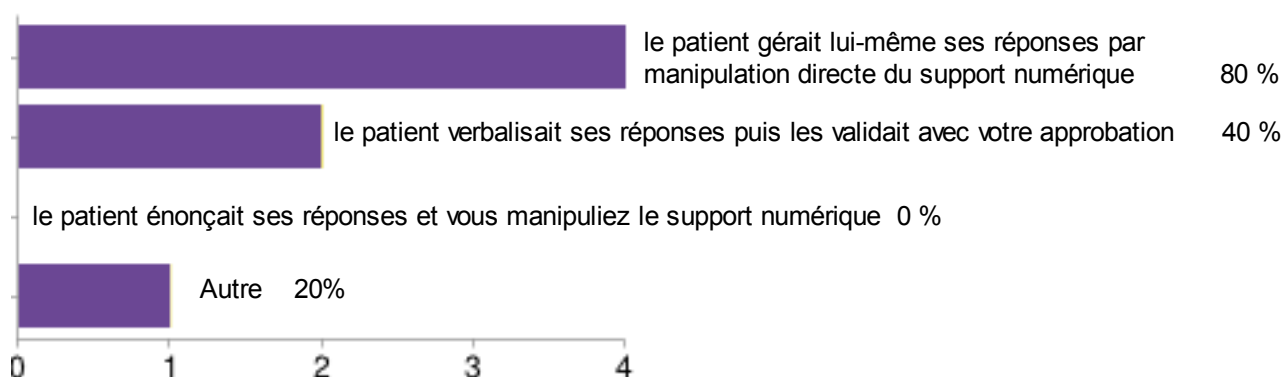 le patient gérait lui-même ses réponses par
manipulation directe du support numérique 80 %
le patient verbalisait ses réponses puis les validait avec votre approbation 40 %
le patient énonçait ses réponses et vous manipuliez le support numérique 0 %
Autre 20%
0 1 2 3 4